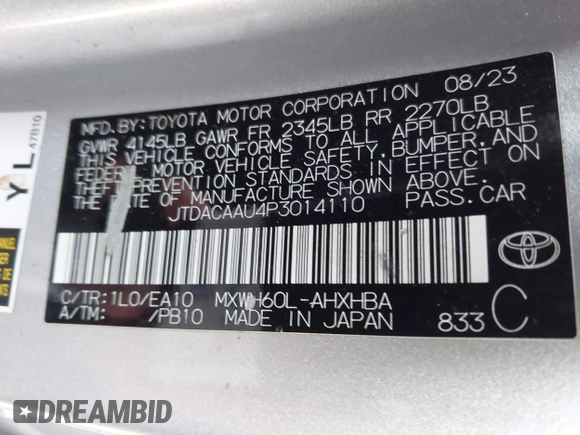 MFD.BY:TOYOTA MOTOR CORPORATION 08/23
GVWR 4145LB GAWR FR 2345LB RR 2270LB
THIS VEHICLE CONFORMS TO ALL APPLICABLE
FEDERAL MOTOR VEHICLE SAFETY,BUMPER,AND
THEFT PREVENTION STANDARDS IN EFFECT ON
THE DATE OF MANUFACTURE SHOWN ABOVE.
JTDACAAU4P3014110 PASS.CAR
TOYOTA
C/TR:1L0/EA10 MXWH60L-AHXHBA
A/TM: /PB10 MADE IN JAPAN 833 C
Y L
47B10
DREAMBID